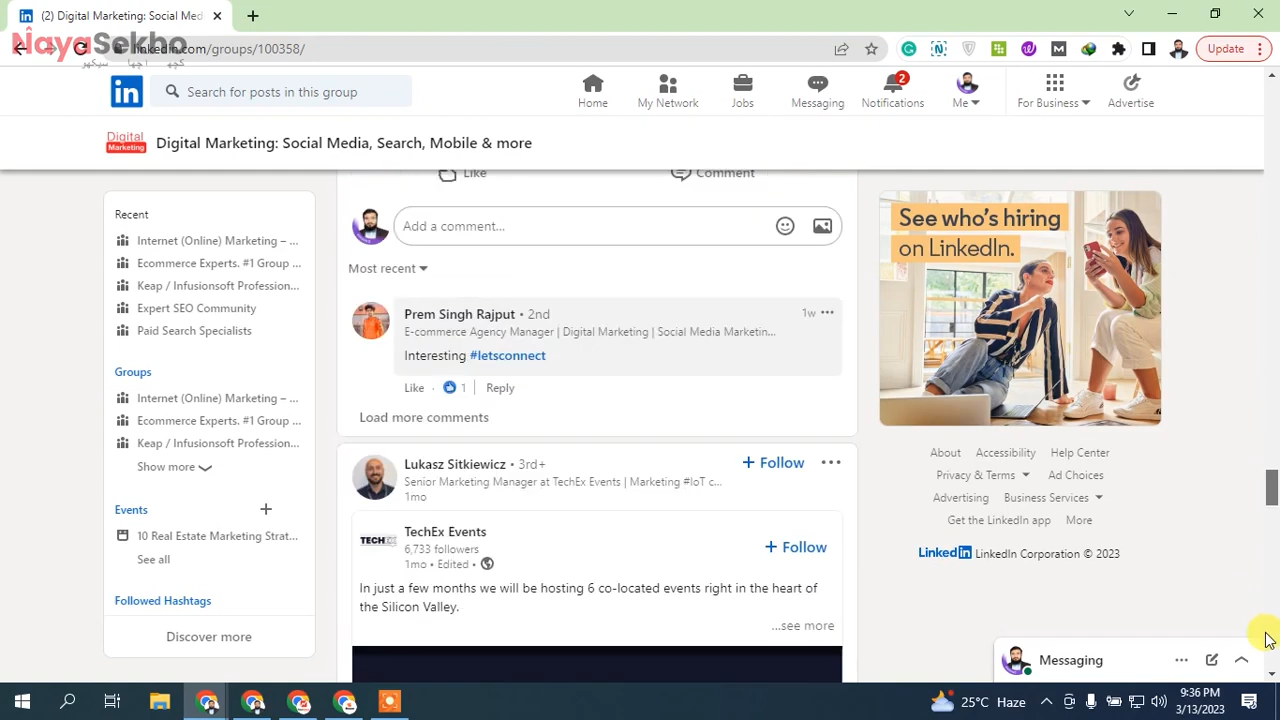 (2) Digital Marketing: Social Med
NayaSekho
کچھ اچھا سیکھو
linkedin.com/groups/100358/
Update
in
Search for posts in this group
Home
My Network
Jobs
Messaging
2
Notifications
Me
For Business
Advertise
Digital Marketing
Digital Marketing: Social Media, Search, Mobile & more
Like
Comment
Recent
Internet (Online) Marketing – ...
Ecommerce Experts. #1 Group ...
Keap / Infusionsoft Profession...
Expert SEO Community
Paid Search Specialists
Groups
Internet (Online) Marketing – ...
Ecommerce Experts. #1 Group ...
Keap / Infusionsoft Profession...
Show more
Events
10 Real Estate Marketing Strat...
See all
Followed Hashtags
Discover more
Add a comment...
Most recent
Prem Singh Rajput • 2nd
1w
E-commerce Agency Manager | Digital Marketing | Social Media Marketin...
Interesting #letsconnect
Like · 1 | Reply
Load more comments
Lukasz Sitkiewicz • 3rd+
+ Follow
Senior Marketing Manager at TechEx Events | Marketing #IoT c...
1mo
TECHEX
TechEx Events
6,733 followers
1mo • Edited •
+ Follow
In just a few months we will be hosting 6 co-located events right in the heart of
the Silicon Valley.
...see more
See who's hiring
on LinkedIn.
About
Accessibility
Help Center
Privacy & Terms
Ad Choices
Advertising
Business Services
Get the LinkedIn app
More
LinkedIn LinkedIn Corporation © 2023
Messaging
25°C Haze
9:36 PM
3/13/2023